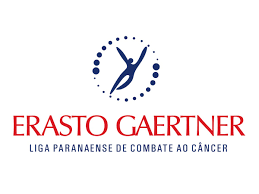 ERASTO GAERTNER
LIGA PARANAENSE DE COMBATE AO CÂNCER